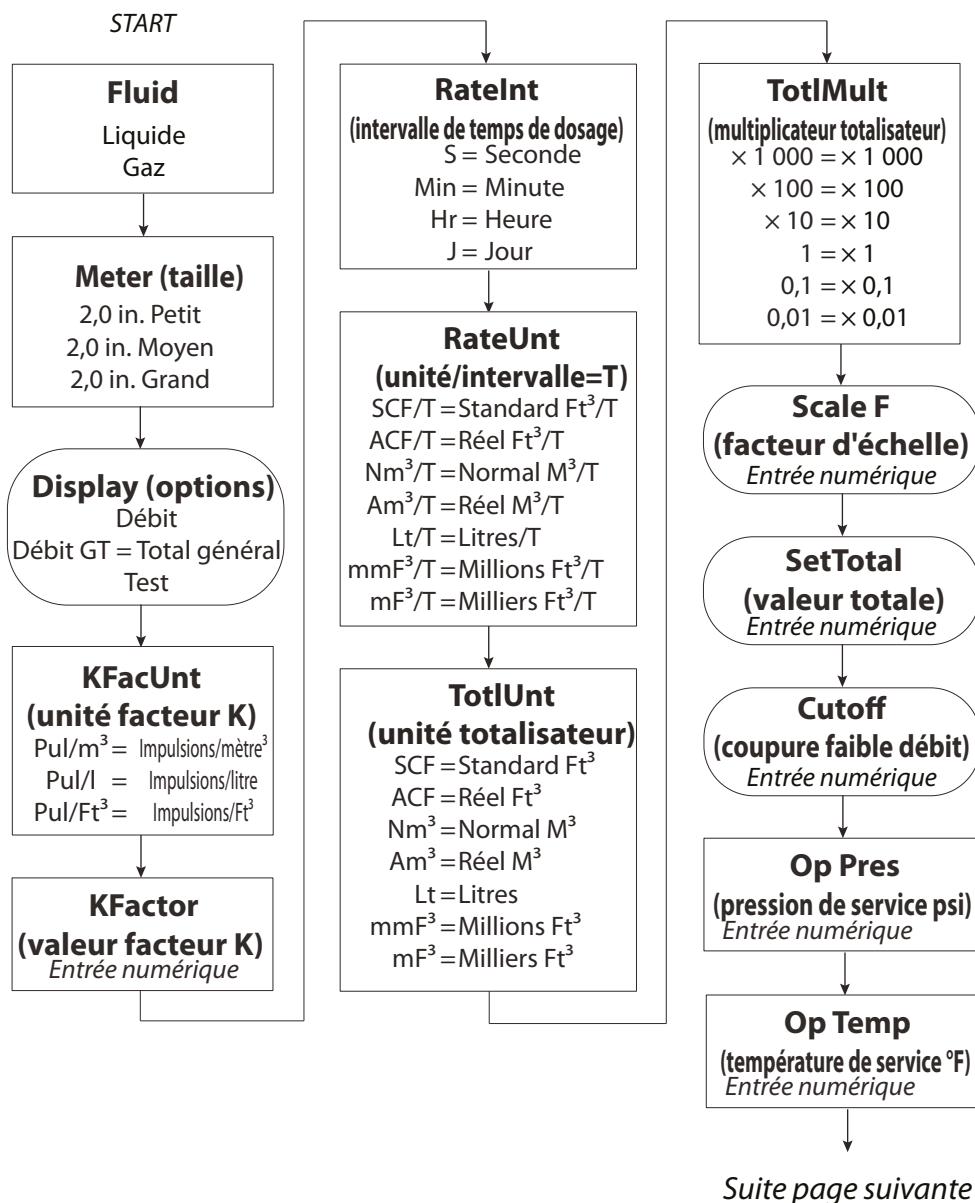 START
Fluid
Liquide
Gaz
Meter (taille)
2,0 in. Petit
2,0 in. Moyen
2,0 in. Grand
Display (options)
Débit
Débit GT = Total général
Test
KFacUnt
(unité facteur K)
Pul/m³ = Impulsions/mètre³
Pul/l = Impulsions/litre
Pul/Ft³ = Impulsions/Ft³
KFactor
(valeur facteur K)
Entrée numérique
RateInt
(intervalle de temps de dosage)
S = Seconde
Min = Minute
Hr = Heure
J = Jour
RateUnt
(unité/intervalle=T)
SCF/T = Standard Ft³/T
ACF/T = Réel Ft³/T
Nm³/T = Normal M³/T
Am³/T = Réel M³/T
Lt/T = Litres/T
mmF³/T = Millions Ft³/T
mF³/T = Milliers Ft³/T
TotlUnt
(unité totalisateur)
SCF = Standard Ft³
ACF = Réel Ft³
Nm³ = Normal M³
Am³ = Réel M³
Lt = Litres
mmF³ = Millions Ft³
mF³ = Milliers Ft³
TotlMult
(multiplicateur totalisateur)
× 1 000 = × 1 000
× 100 = × 100
× 10 = × 10
1 = × 1
0,1 = × 0,1
0,01 = × 0,01
Scale F
(facteur d'échelle)
Entrée numérique
SetTotal
(valeur totale)
Entrée numérique
Cutoff
(coupure faible débit)
Entrée numérique
Op Pres
(pression de service psi)
Entrée numérique
Op Temp
(température de service °F)
Entrée numérique
Suite page suivante